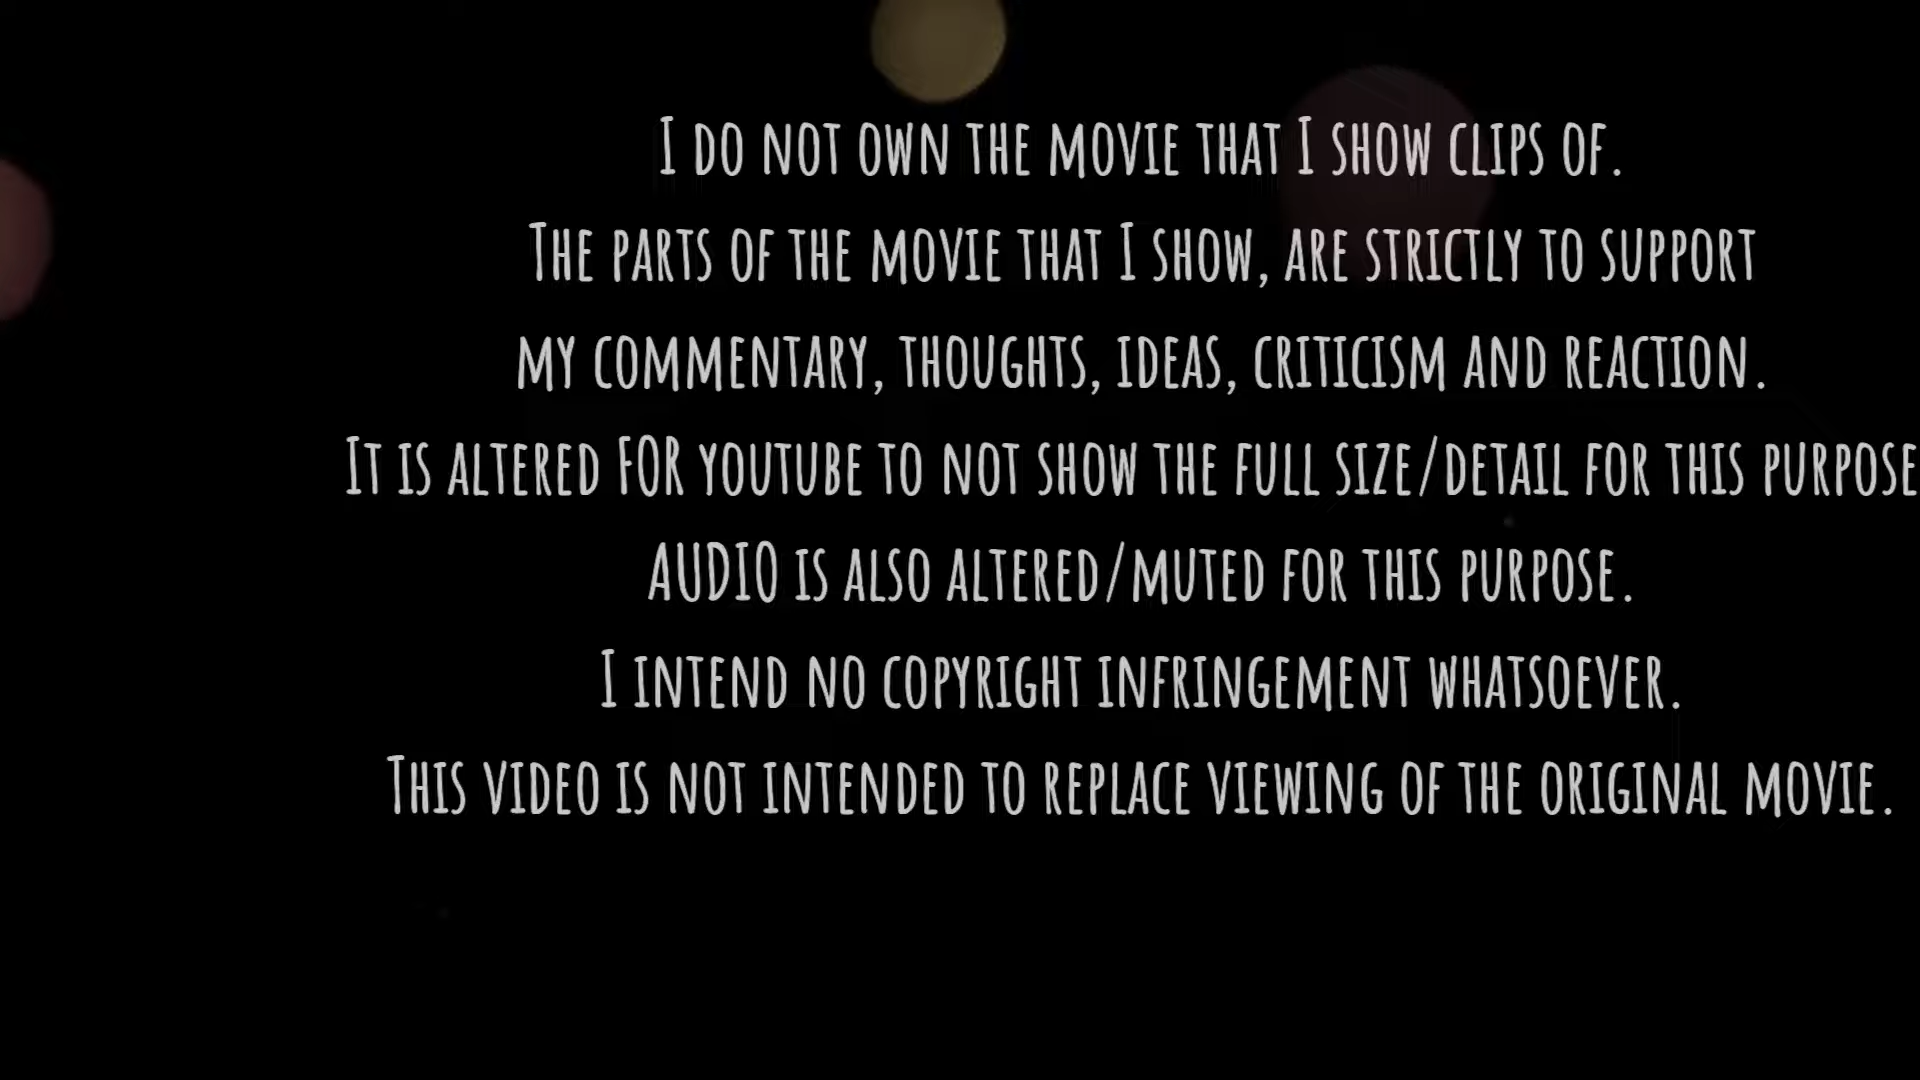 I do not own the movie that I show clips of.
The parts of the movie that I show, are strictly to support
my commentary, thoughts, ideas, criticism and reaction.
It is altered FOR youtube to not show the full size/detail for this purpose
AUDIO is also altered/muted for this purpose.
I intend no copyright infringement whatsoever.
This video is not intended to replace viewing of the original movie.